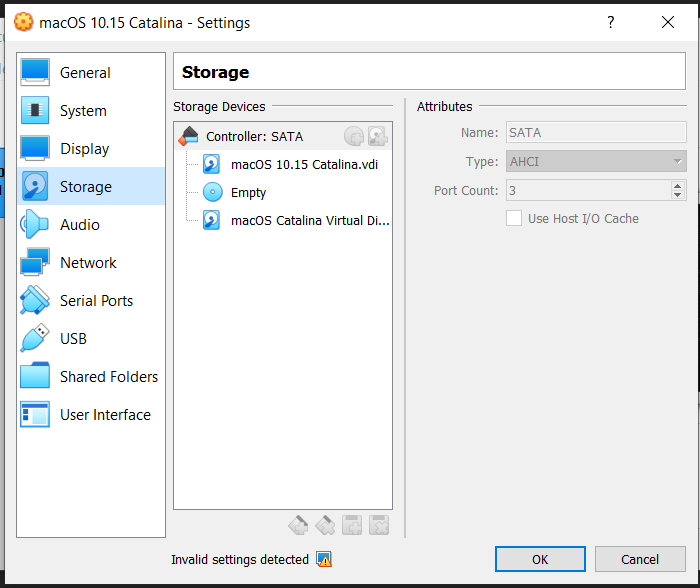 macOS 10.15 Catalina - Settings
?
General
System
Display
Storage
Audio
Network
Serial Ports
USB
Shared Folders
User Interface
Storage
Storage Devices
Controller: SATA
macOS 10.15 Catalina.vdi
Empty
macOS Catalina Virtual Di...
Attributes
Name: SATA
Type: AHCI
Port Count: 3
Use Host I/O Cache
Invalid settings detected
OK
Cancel